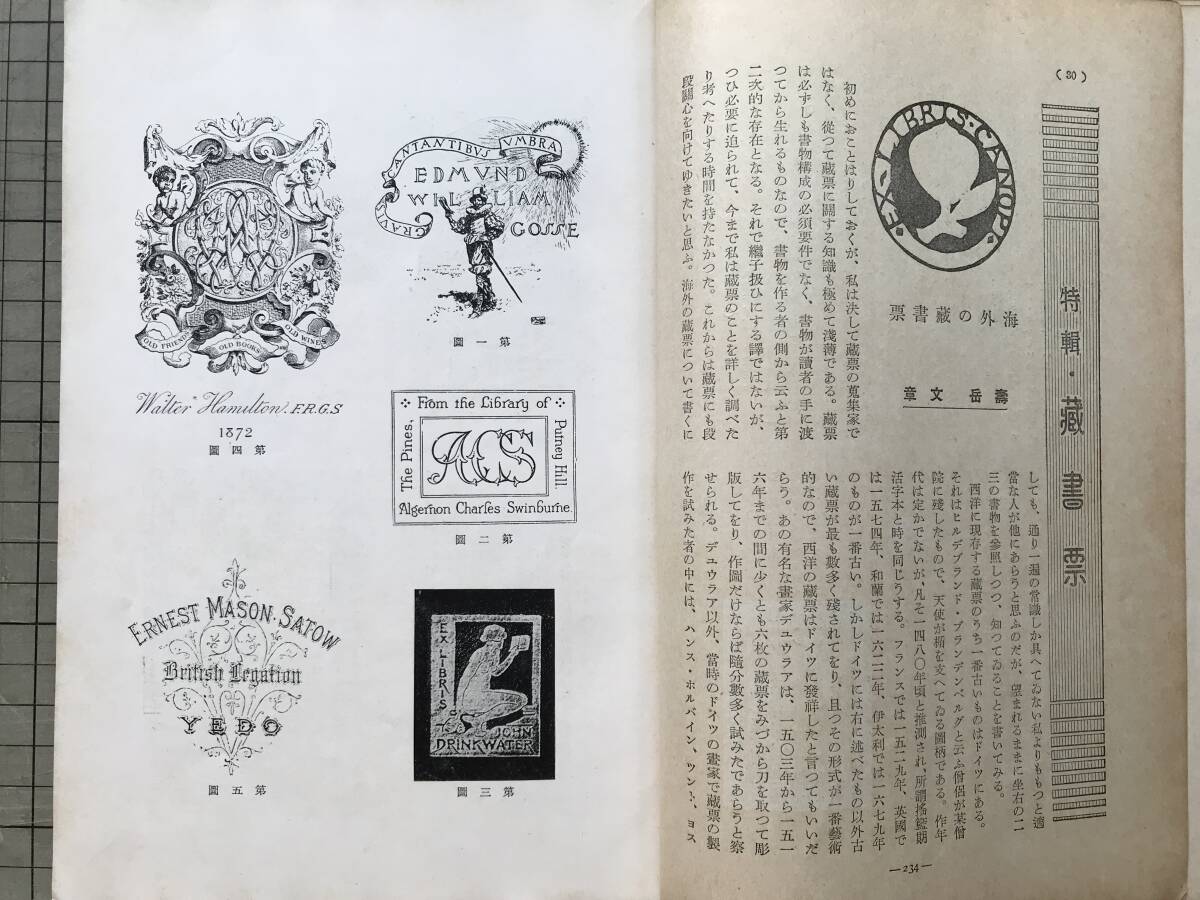 (30)
特輯・藏書票
EX·LIBRIS·CANOPI·
海外の藏書票
壽岳文章
初めにおことはりしておくが、私は決して藏票の蒐集家で
はなく、從つて藏票に關する知識も極めて淺薄である。藏票
は必ずしも書物構成の必須要件でなく、書物が讀者の手に渡
つてから生れるものなので、書物を作る者の側から云ふと第
二次的な存在となる。それで繼子扱ひにする譯ではないが、
つひ必要に迫られて、今まで私は藏票のことを詳しく調べた
り考へたりする時間を持たなかつた。これからは藏票にも段
段關心を向けてゆきたいと思ふ。海外の藏票について書くに
しても、通り一遍の常識しか具へてゐない私よりももつと適
當な人が他にあらうと思ふのだが、望まれるままに坐右の二
三の書物を參照しつつ、知つてゐることを書いてみる。
西洋に現存する藏票のうち一番古いものはドイツにある。
それはヒルデブランド・ブランデンベルグと云ふ僧侶が某僧
院に殘したもので、天使が楯を支へてゐる圖柄である。作年
代は定かでないが、凡そ一四八〇年頃と推測され、所謂搖籃期
活字本と時を同じうする。フランスでは一五二九年、英國で
は一五七四年、和蘭では一六二二年、伊太利では一六七九年
のものが一番古い。しかしドイツには右に述べたもの以外古
い藏票が最も數多く殘されてをり、且つその形式が一番藝術
的なので、西洋の藏票はドイツに發祥したと言つてもいいだ
らう。あの有名な畫家デュウラアは、一五〇三年から一五一
六年までの間に少くとも六枚の藏票をみづから刀を取つて彫
版してをり、作圖だけならば隨分數多く試みたであらうと察
せられる。デュウラア以外、當時のドイツの畫家で藏票の製
作を試みた者の中には、ハンス・ホルバイン、ツント、ヨス
—234—
GRAVIS CANTANTIBVS UMBRA
EDMVND
WILLIAM
GOSSE
第一圖
From the Library of
The Pines,
ACS
Putney Hill.
Algernon Charles Swinburne.
第二圖
EX LIBRIS
JOHN
DRINKWATER
第三圖
OLD FRIENDS
OLD BOOKS
OLD WINES
Walter Hamilton. F.R.G.S
1872
第四圖
ERNEST MASON·SATOW
British Legation
YEDO
第五圖